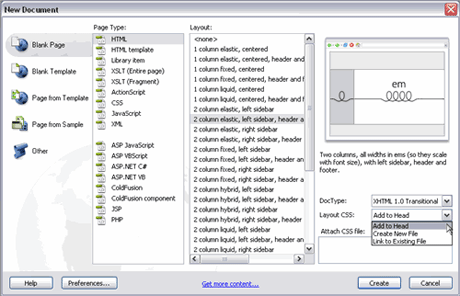 New Document
Blank Page
Blank Template
Page from Template
Page from Sample
Other
Page Type:
HTML
HTML template
Library item
XSLT (Entire page)
XSLT (Fragment)
ActionScript
CSS
JavaScript
XML
ASP JavaScript
ASP VBScript
ASP.NET C#
ASP.NET VB
ColdFusion
ColdFusion component
JSP
PHP
Layout:
<none>
1 column elastic, centered
1 column elastic, centered, header and
1 column fixed, centered
1 column fixed, centered, header and f
1 column liquid, centered
1 column liquid, centered, header and f
2 column elastic, left sidebar
2 column elastic, left sidebar, header a
2 column elastic, right sidebar
2 column elastic, right sidebar, header
2 column fixed, left sidebar
2 column fixed, left sidebar, header an
2 column fixed, right sidebar
2 column fixed, right sidebar, header a
2 column hybrid, left sidebar
2 column hybrid, left sidebar, header a
2 column hybrid, right sidebar
2 column hybrid, right sidebar, header
2 column liquid, left sidebar
2 column liquid, left sidebar, header an
em
Two columns, all widths in ems (so they scale
with font size), with left sidebar, header and
footer.
DocType:
XHTML 1.0 Transitional
Layout CSS:
Add to Head
Add to Head
Create New File
Link to Existing File
Attach CSS file:
Help
Preferences...
Get more content...
Create
Cancel